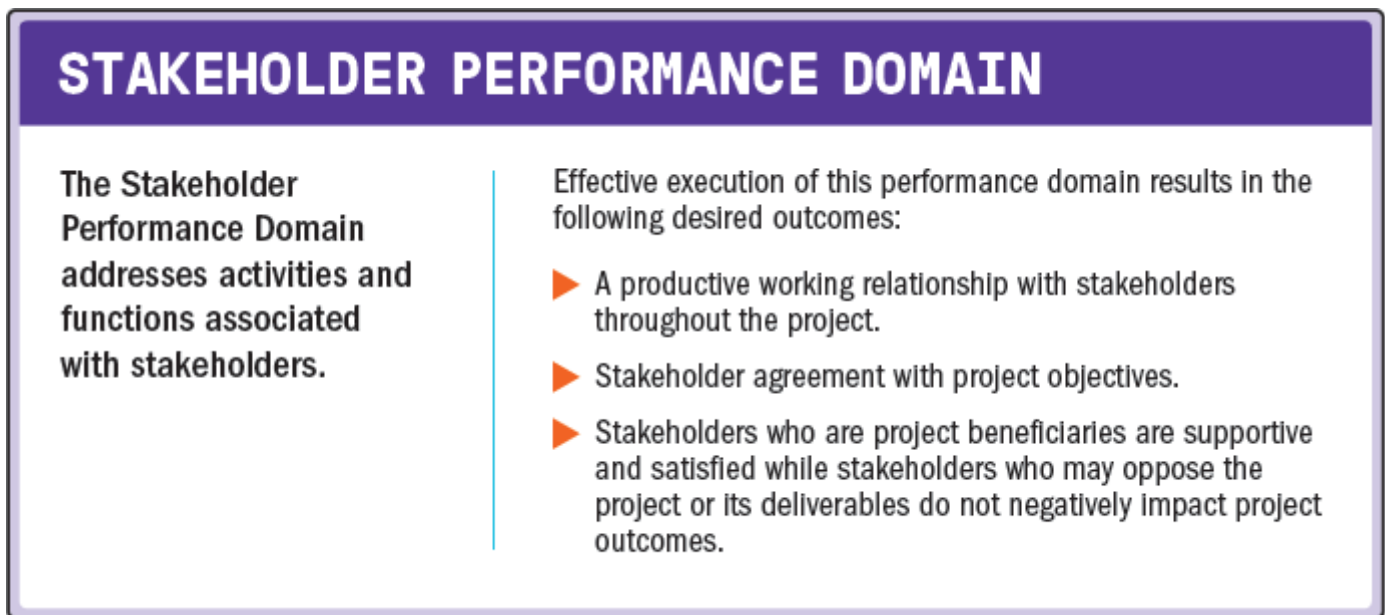 STAKEHOLDER PERFORMANCE DOMAIN
The Stakeholder
Performance Domain
addresses activities and
functions associated
with stakeholders.
Effective execution of this performance domain results in the
following desired outcomes:
A productive working relationship with stakeholders
throughout the project.
Stakeholder agreement with project objectives.
Stakeholders who are project beneficiaries are supportive
and satisfied while stakeholders who may oppose the
project or its deliverables do not negatively impact project
outcomes.